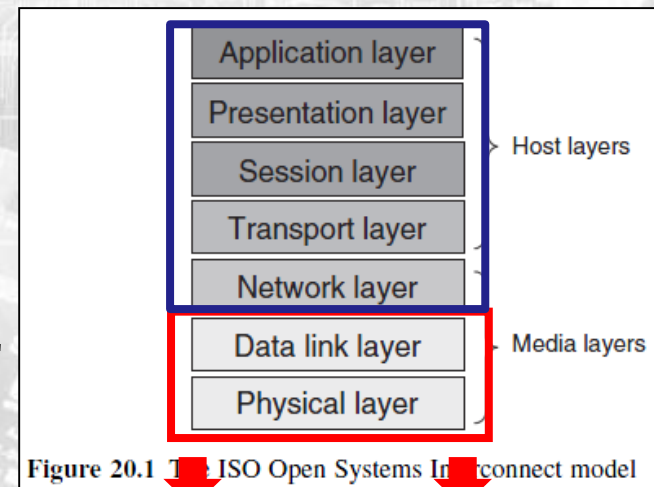 Application layer
Presentation layer
Session layer
Host layers
Transport layer
Network layer
Data link layer
Media layers
Physical layer
Figure 20.1 ISO Open Systems model